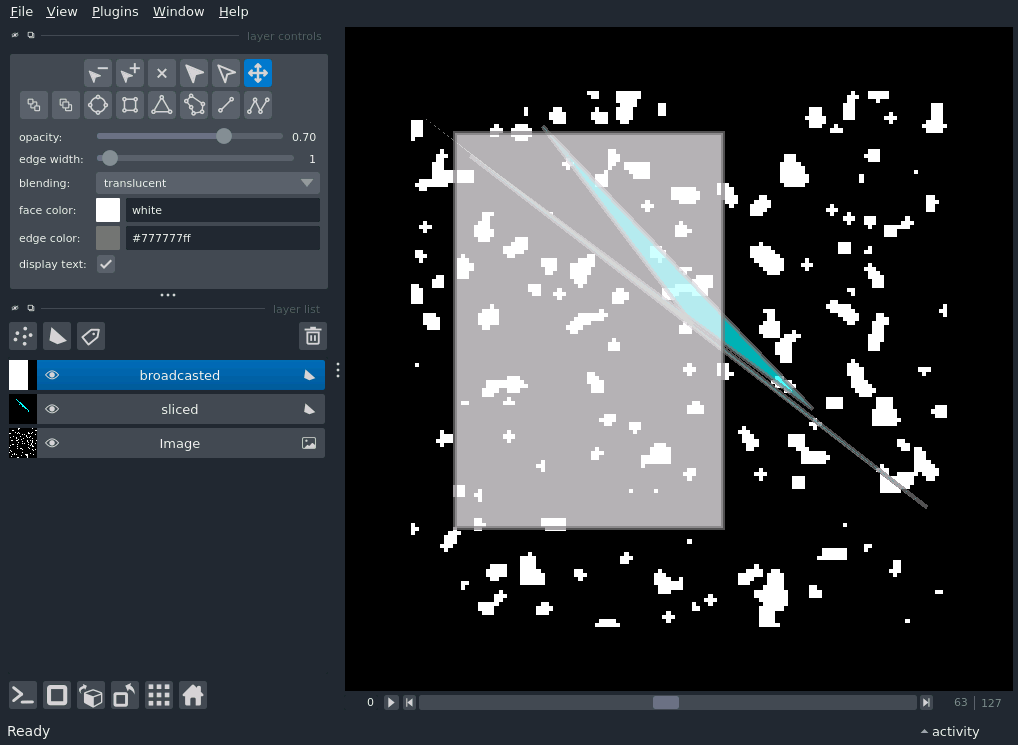 File View Plugins Window Help
layer controls
opacity: 0.70
edge width: 1
blending: translucent
face color: white
edge color: #777777ff
display text:
layer list
broadcasted
sliced
Image
0 63 127
Ready activity